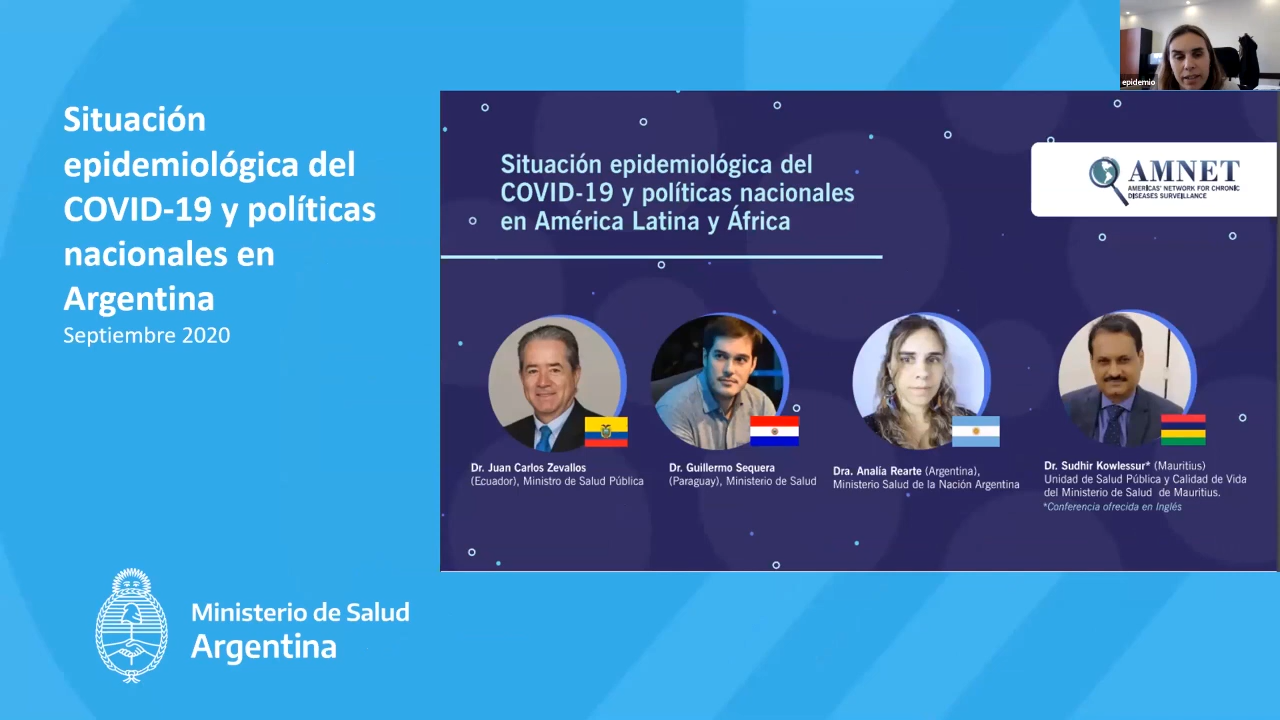 epidemio
Situación
epidemiológica del
COVID-19 y políticas
nacionales en
Argentina
Septiembre 2020
Situación epidemiológica del
COVID-19 y políticas nacionales
en América Latina y África
AMNET
AMERICAS' NETWORK FOR CHRONIC
DISEASES SURVEILLANCE
Dr. Juan Carlos Zevallos
(Ecuador), Ministro de Salud Pública
Dr. Guillermo Sequera
(Paraguay), Ministerio de Salud
Dra. Analía Rearte (Argentina),
Ministerio Salud de la Nación Argentina
Dr. Sudhir Kowlessur* (Mauritius)
Unidad de Salud Pública y Calidad de Vida
del Ministerio de Salud de Mauritius.
*Conferencia ofrecida en Inglés
Ministerio de Salud
Argentina